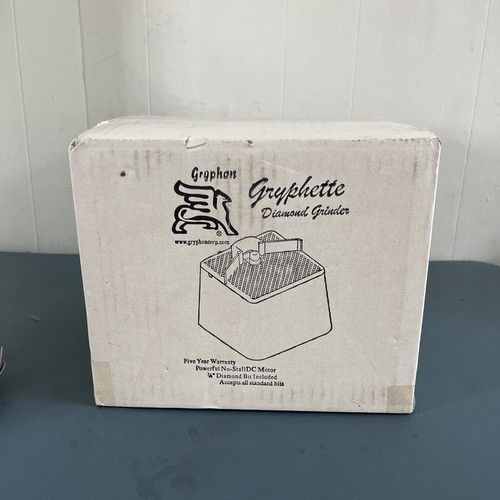 Gryphon
Gryphette
Diamond Grinder
®
www.gryphoncorp.com
Five Year Warranty
Powerful No-Stall DC Motor
¾" Diamond Bit Included
Accepts all standard bits